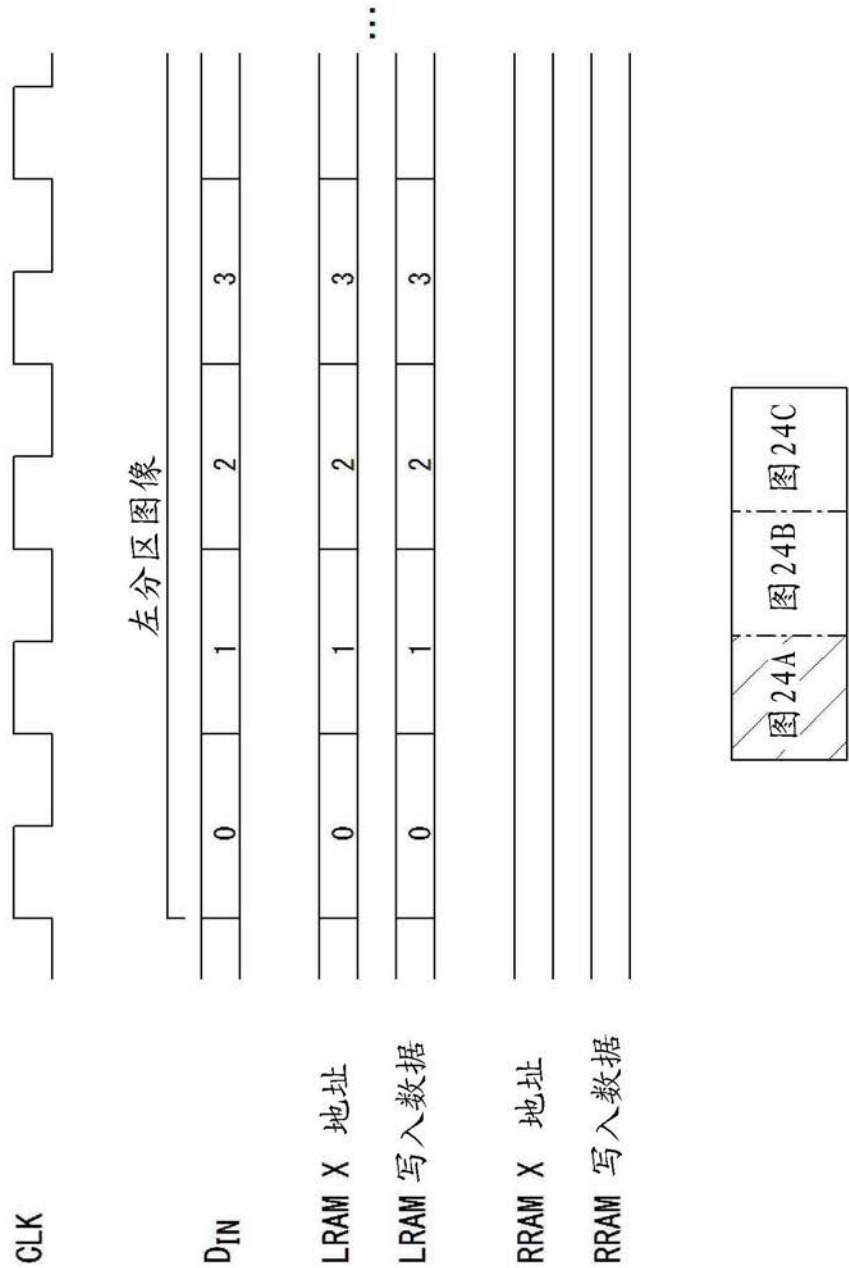 CLK
左分区图像
DIN 0 1 2 3
LRAM X 地址 0 1 2 3
LRAM 写入数据 0 1 2 3
...
RRAM X 地址
RRAM 写入数据
图24A 图24B 图24C